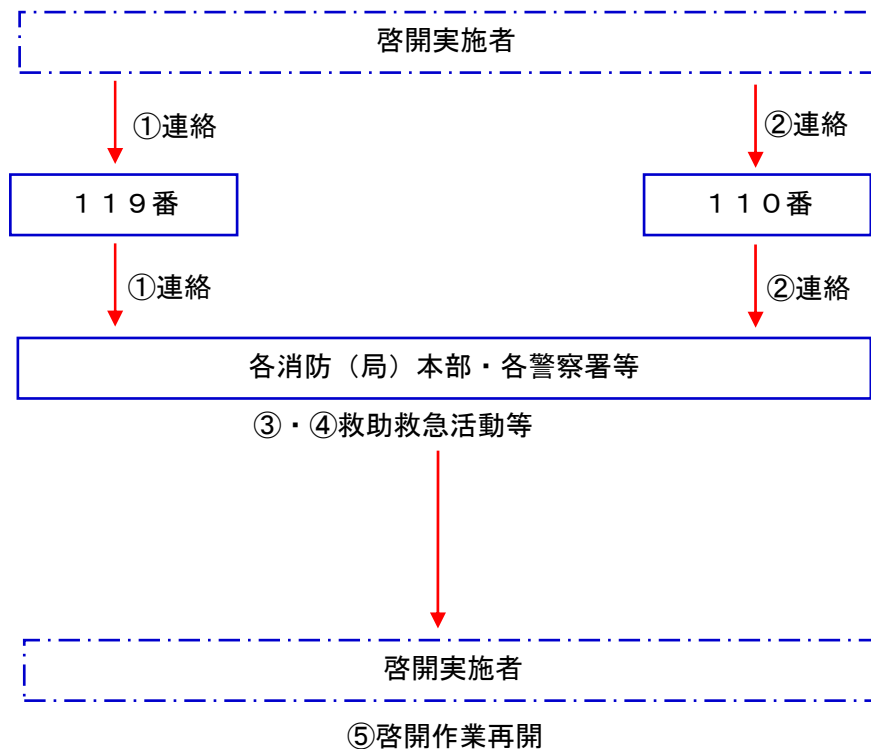 啓開実施者
①連絡
②連絡
１１９番
１１０番
①連絡
②連絡
各消防（局）本部・各警察署等
③・④救助救急活動等
啓開実施者
⑤啓開作業再開